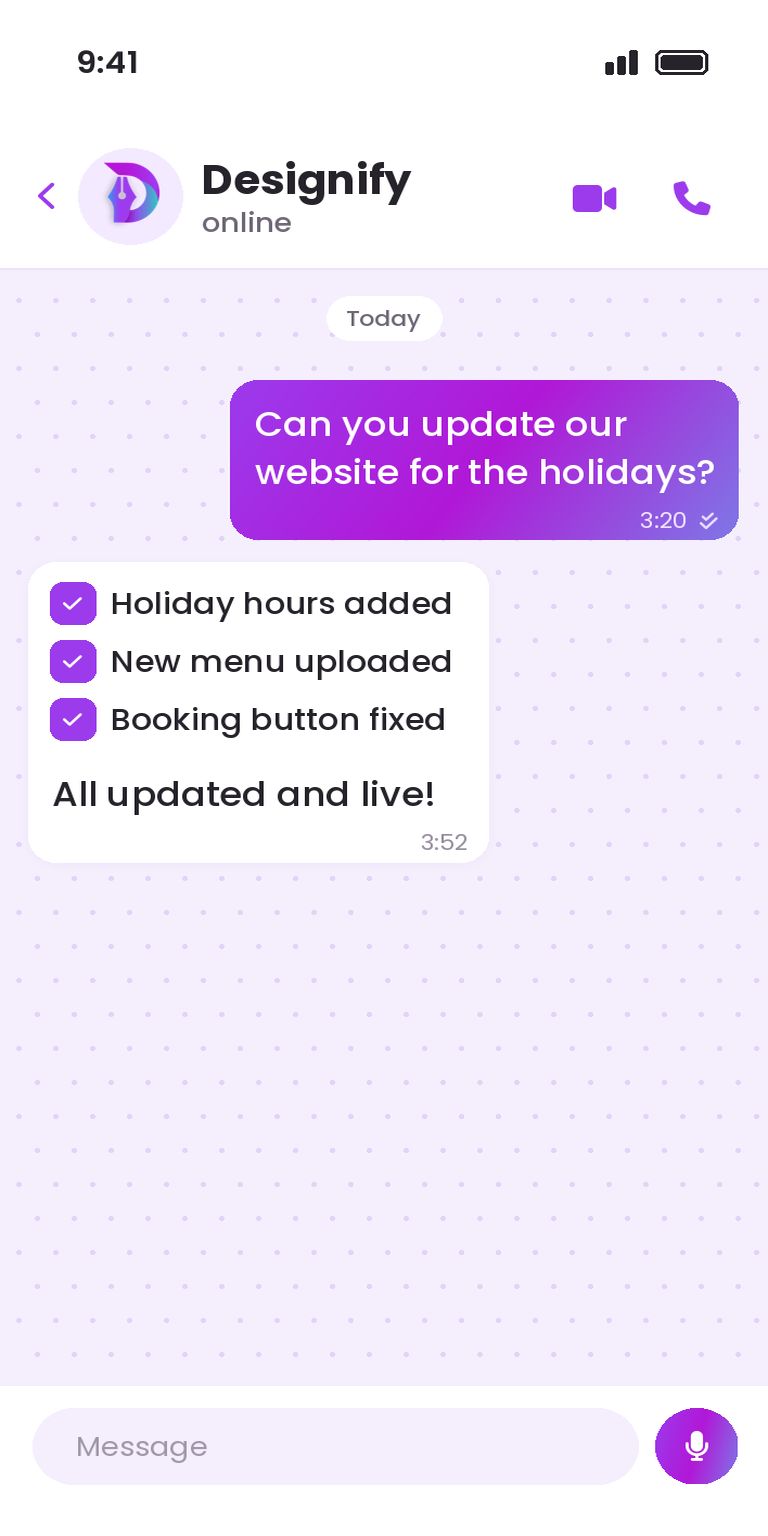 9:41
Designify
online
Today
Can you update our
website for the holidays?
3:20
Holiday hours added
New menu uploaded
Booking button fixed
All updated and live!
3:52
Message